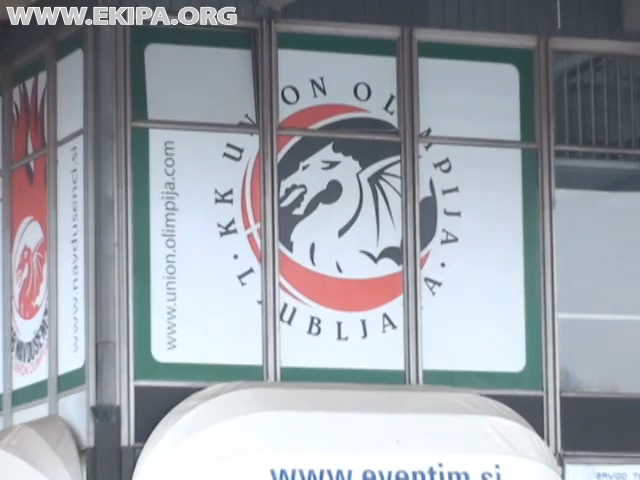 WWW.EKIPA.ORG
KK UNION OLIMPIJA
LJUBLJANA
www.union.olimpija.com
www.navdusenci.si
www.eventim.si